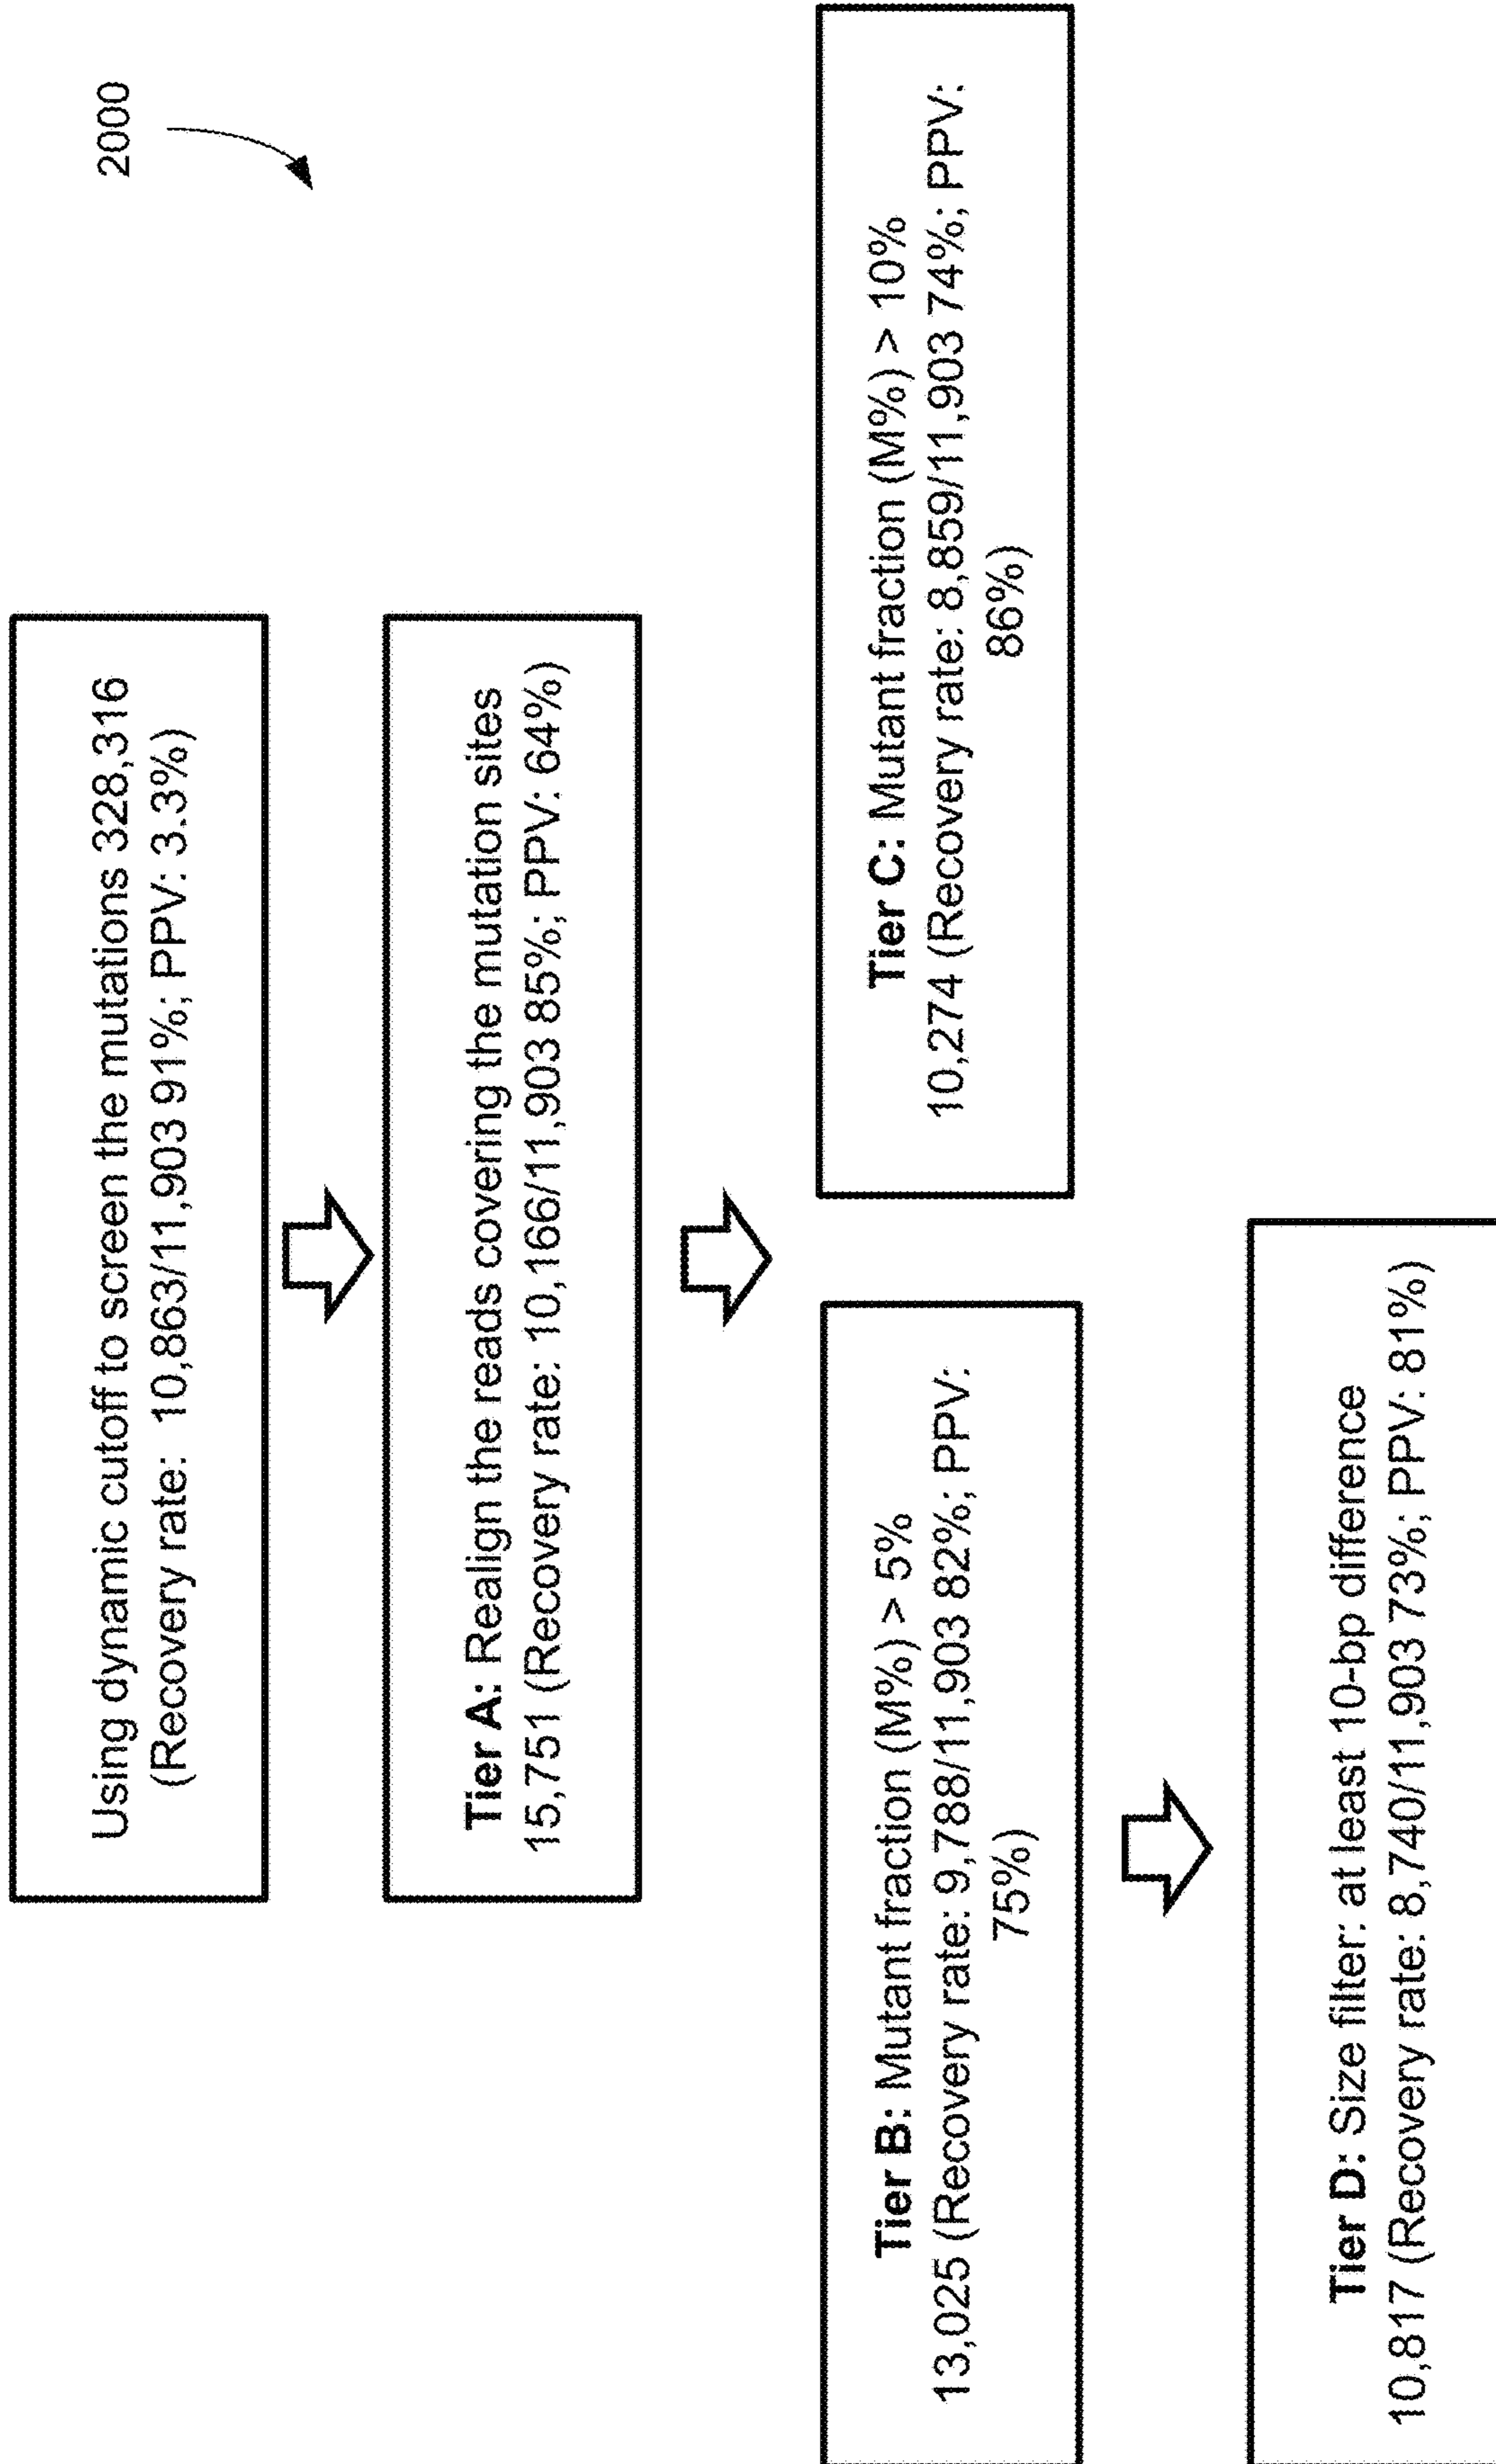 2000
Using dynamic cutoff to screen the mutations 328,316
(Recovery rate: 10,863/11,903 91%; PPV: 3.3%)
Tier A: Realign the reads covering the mutation sites
15,751 (Recovery rate: 10,166/11,903 85%; PPV: 64%)
Tier B: Mutant fraction (M%) > 5%
13,025 (Recovery rate: 9,788/11,903 82%; PPV:
75%)
Tier C: Mutant fraction (M%) > 10%
10,274 (Recovery rate: 8,859/11,903 74%; PPV:
86%)
Tier D: Size filter: at least 10-bp difference
10,817 (Recovery rate: 8,740/11,903 73%; PPV: 81%)